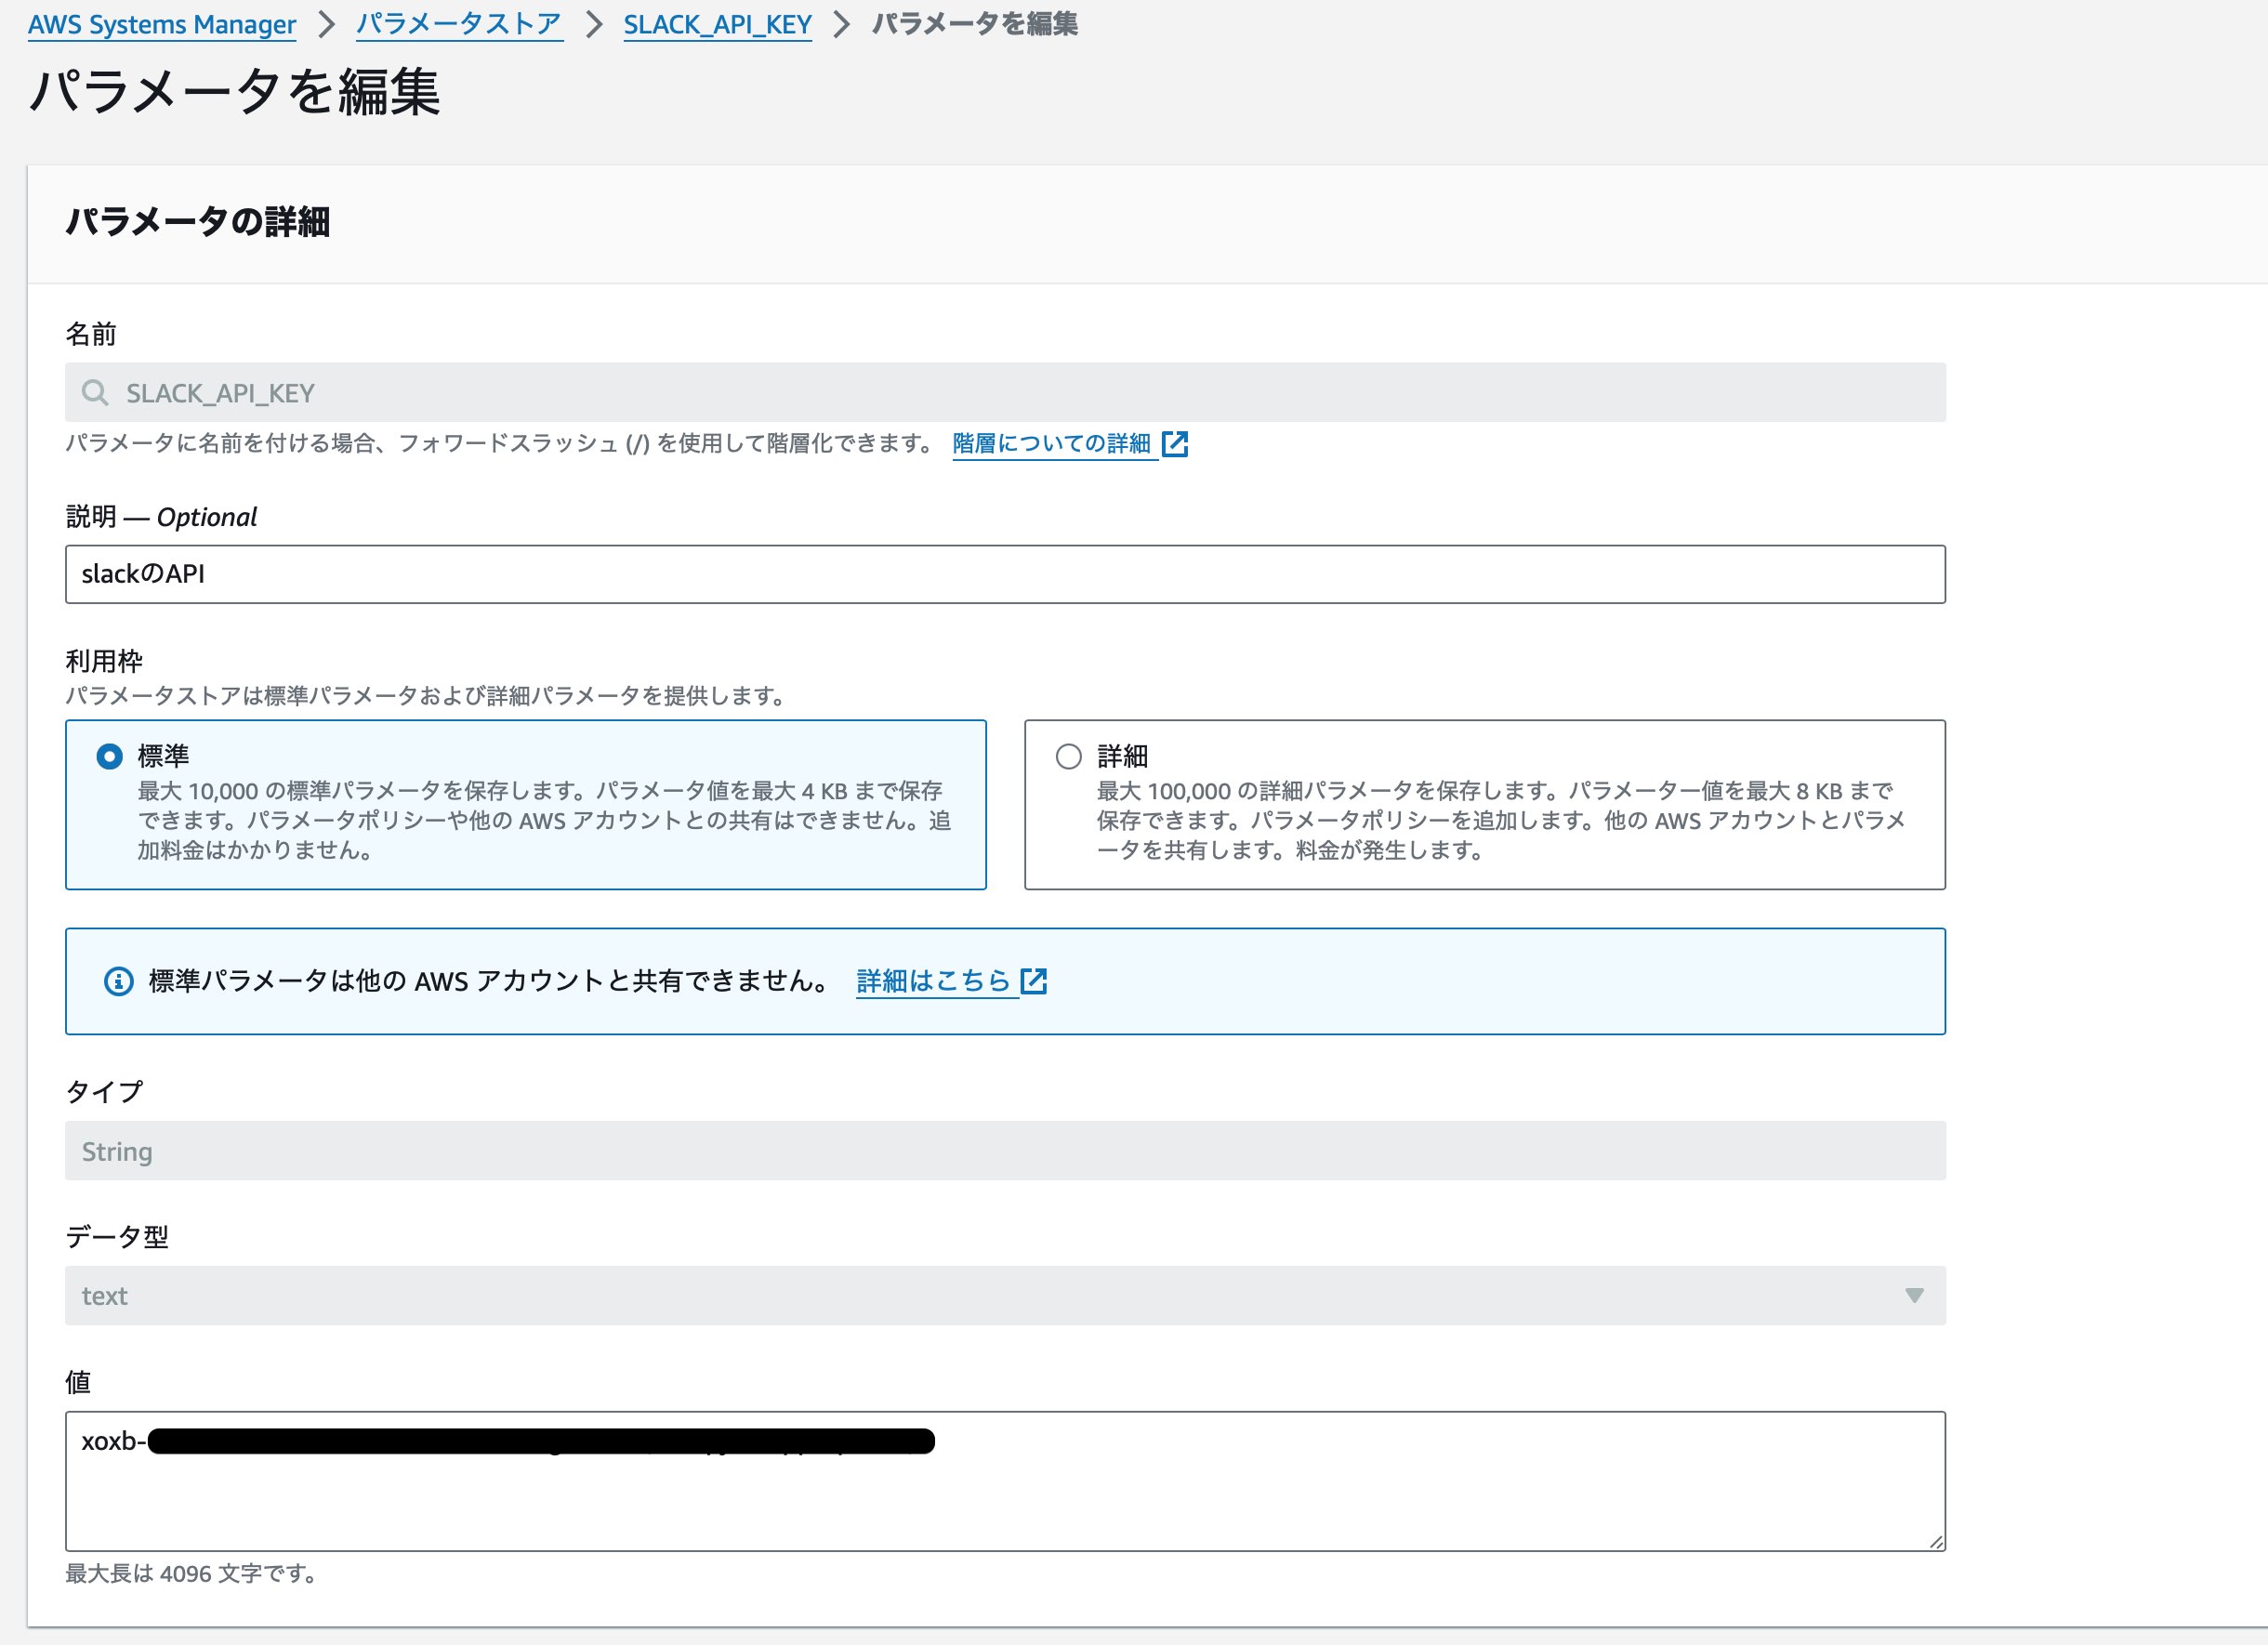 AWS Systems Manager > パラメータストア > SLACK_API_KEY > パラメータを編集
パラメータを編集
パラメータの詳細
名前
SLACK_API_KEY
パラメータに名前を付ける場合、フォワードスラッシュ (/) を使用して階層化できます。 階層についての詳細
説明 — Optional
slackのAPI
利用枠
パラメータストアは標準パラメータおよび詳細パラメータを提供します。
標準
最大 10,000 の標準パラメータを保存します。パラメータ値を最大 4 KB まで保存
できます。パラメータポリシーや他の AWS アカウントとの共有はできません。追
加料金はかかりません。
詳細
最大 100,000 の詳細パラメータを保存します。パラメーター値を最大 8 KB まで
保存できます。パラメータポリシーを追加します。他の AWS アカウントとパラメ
ータを共有します。料金が発生します。
標準パラメータは他の AWS アカウントと共有できません。 詳細はこちら
タイプ
String
データ型
text
値
xoxb-
最大長は 4096 文字です。